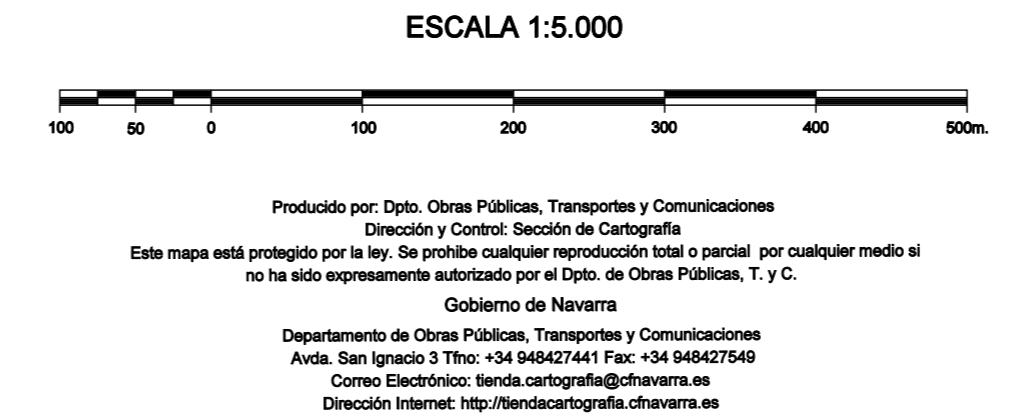 ESCALA 1:5.000
100 50 0 100 200 300 400 500m.
Producido por: Dpto. Obras Públicas, Transportes y Comunicaciones
Dirección y Control: Sección de Cartografía
Este mapa está protegido por la ley. Se prohibe cualquier reproducción total o parcial por cualquier medio si
no ha sido expresamente autorizado por el Dpto. de Obras Públicas, T. y C.
Gobierno de Navarra
Departamento de Obras Públicas, Transportes y Comunicaciones
Avda. San Ignacio 3 Tfno: +34 948427441 Fax: +34 948427549
Correo Electrónico: tienda.cartografia@cfnavarra.es
Dirección Internet: http://tiendacartografia.cfnavarra.es